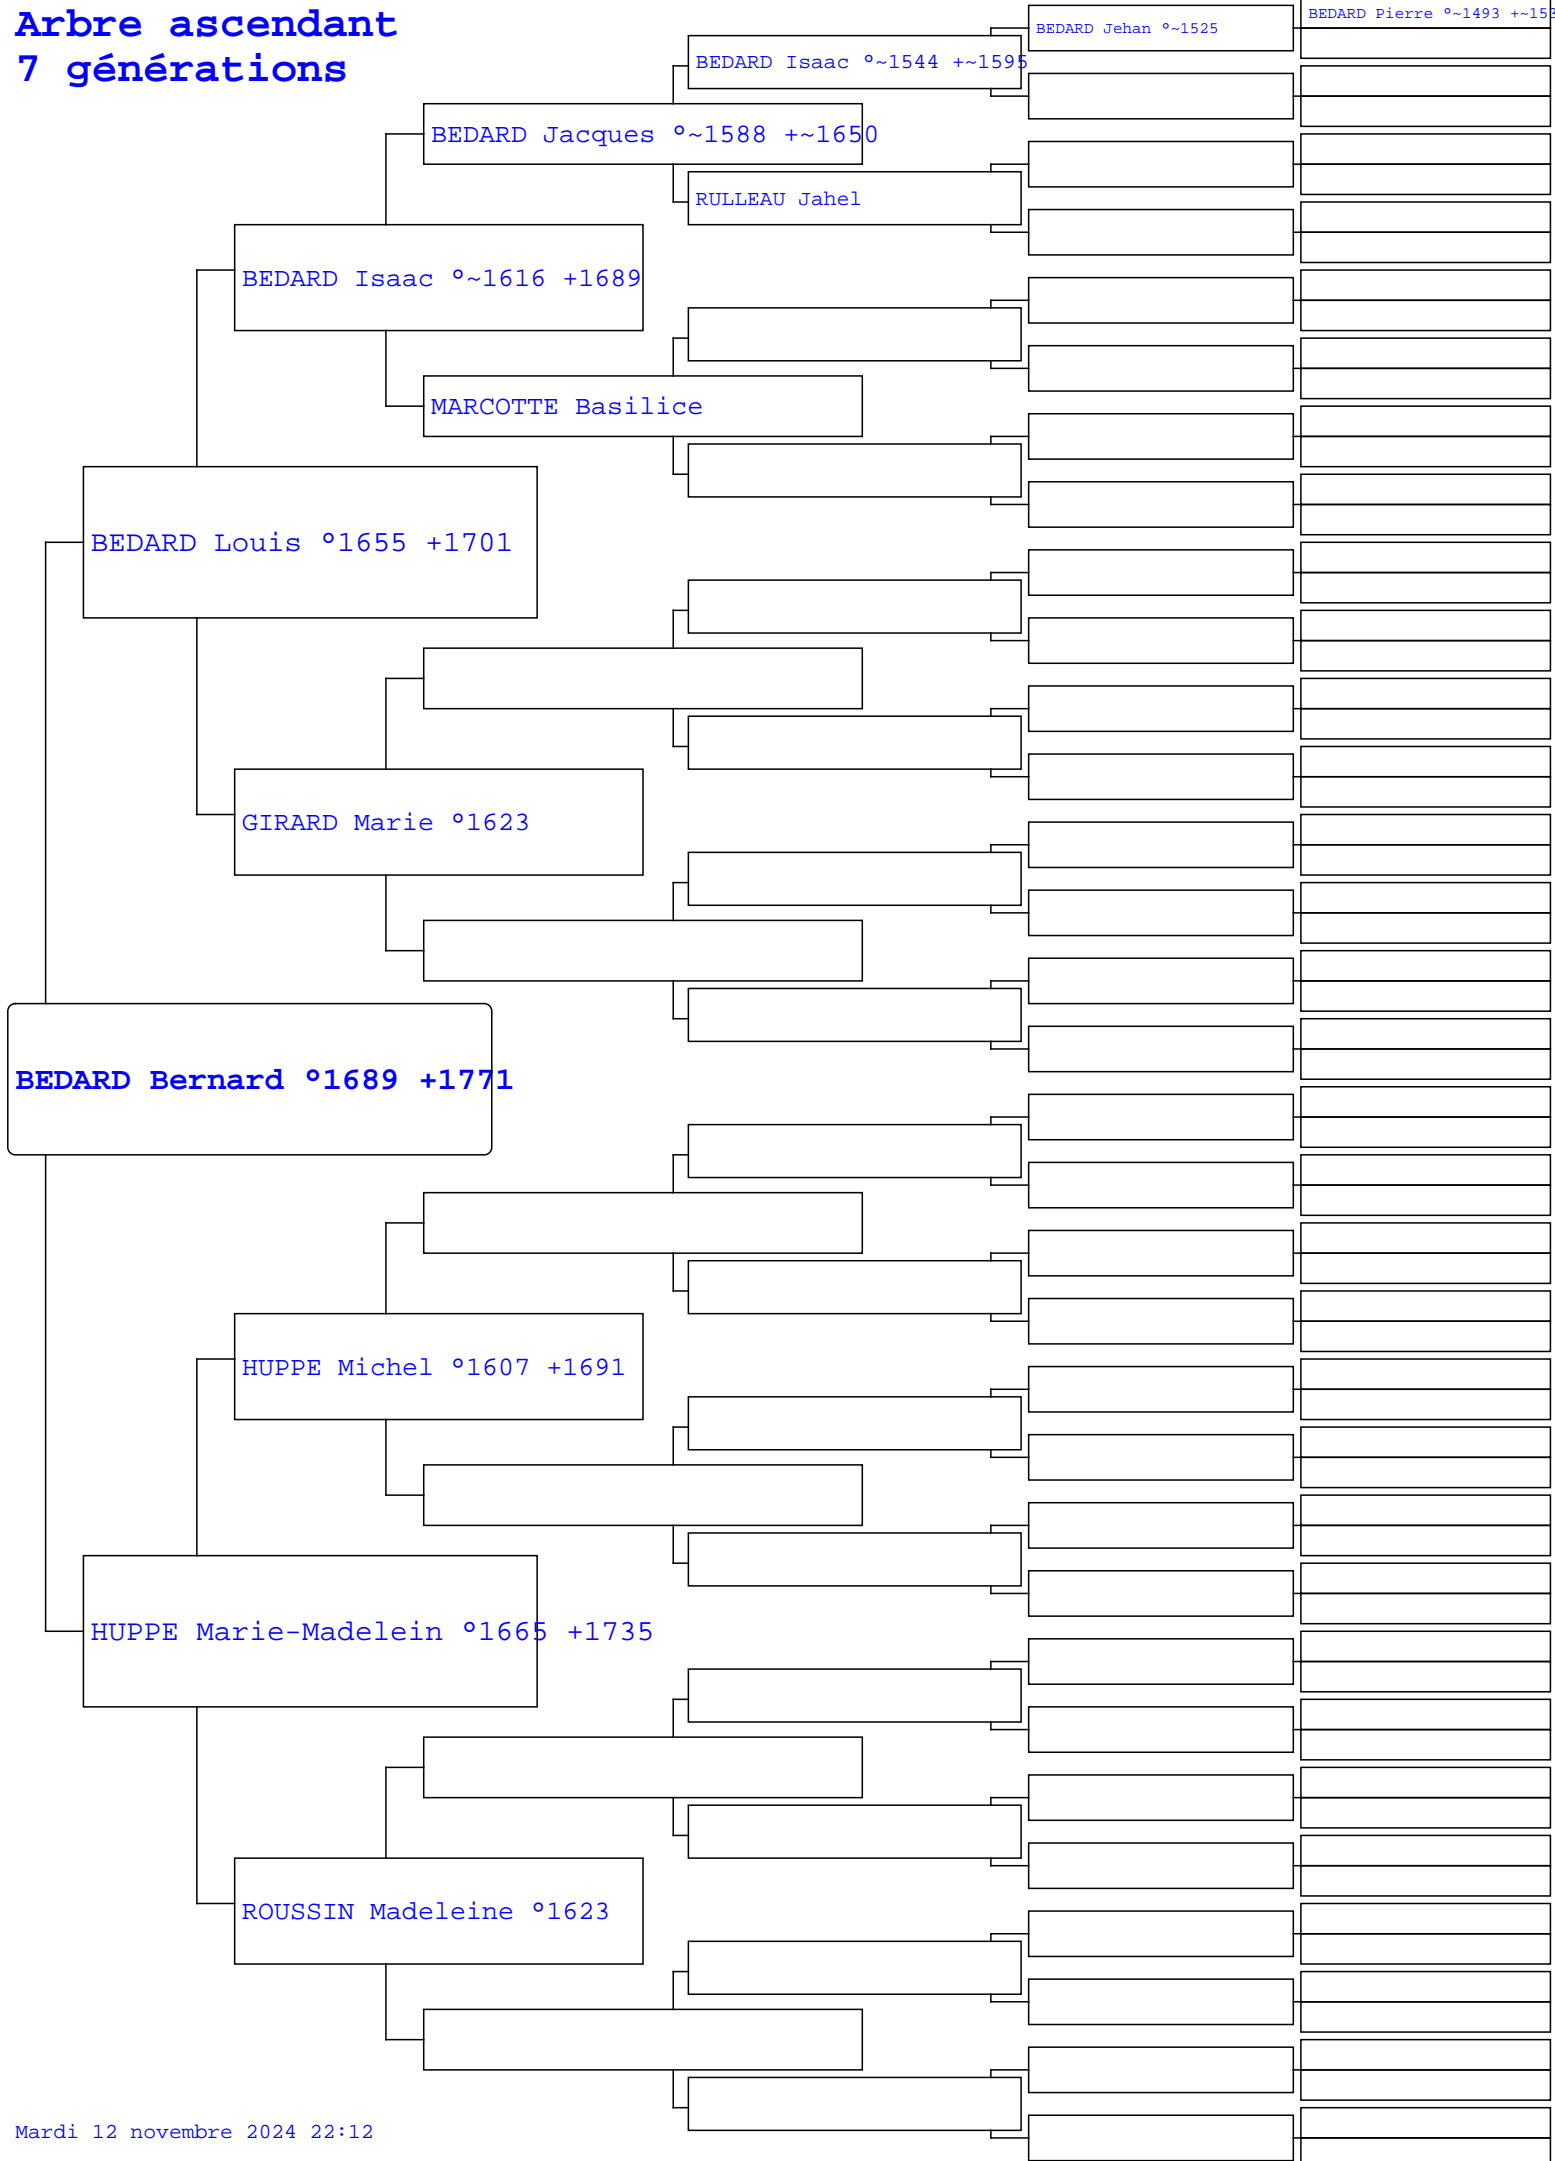 Arbre ascendant
7 générations
BEDARD Pierre °~1493 +~153
BEDARD Jehan °~1525
BEDARD Isaac °~1544 +~1595
BEDARD Jacques °~1588 +~1650
RULLEAU Jahel
BEDARD Isaac °~1616 +1689
MARCOTTE Basilice
BEDARD Louis °1655 +1701
GIRARD Marie °1623
BEDARD Bernard °1689 +1771
HUPPE Michel °1607 +1691
HUPPE Marie-Madelein °1665 +1735
ROUSSIN Madeleine °1623
Mardi 12 novembre 2024 22:12